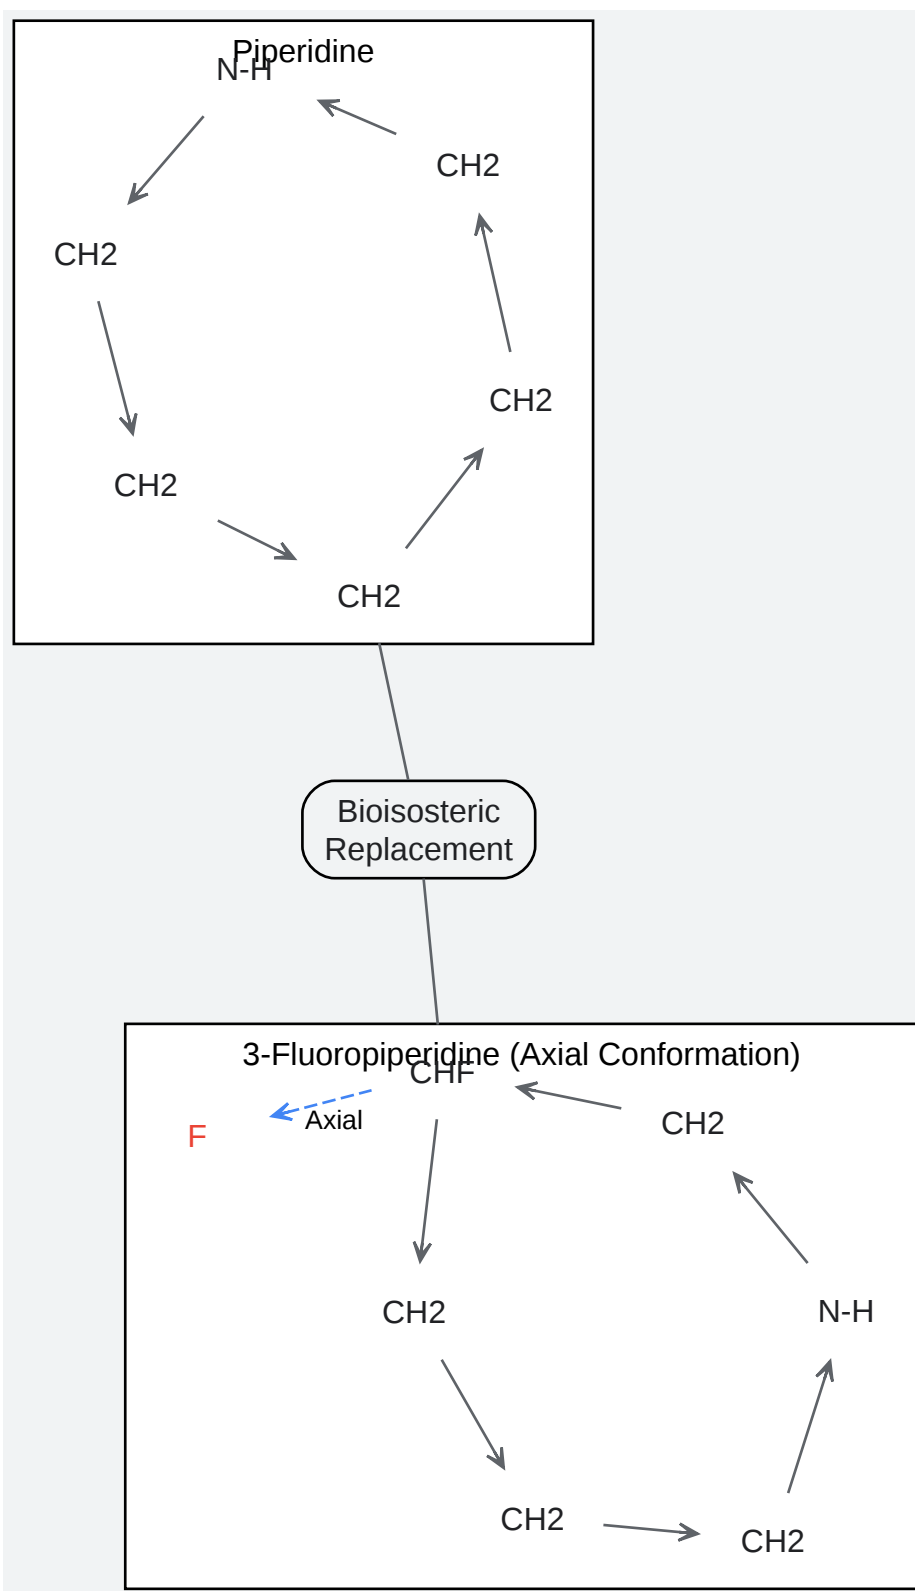 Piperidine
N-H
CH2
CH2
CH2
CH2
CH2
Bioisosteric
Replacement
3-Fluoropiperidine (Axial Conformation)
CHF
CH2
Axial
F
CH2
N-H
CH2
CH2